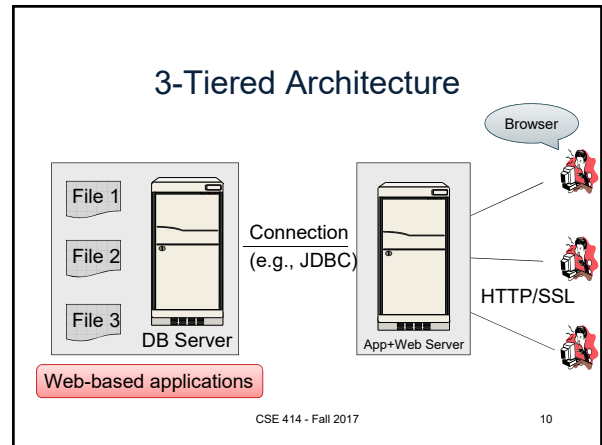 3-Tiered Architecture
Browser
File 1
File 2
File 3
DB Server
Connection
(e.g., JDBC)
App+Web Server
HTTP/SSL
Web-based applications
CSE 414 - Fall 2017
10